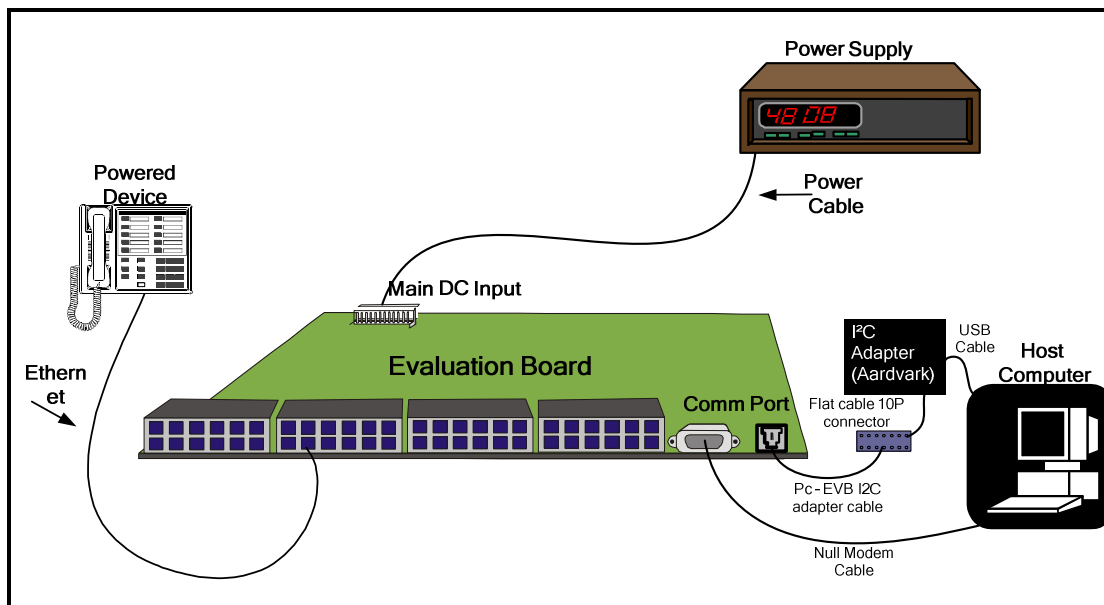 Power Supply
48 08
Power
Cable
Powered
Device
Main DC Input
Evaluation Board
Ethern
et
Comm Port
I²C
Adapter
(Aardvark)
USB
Cable
Host
Computer
Flat cable 10P
connector
Pc-EVB I2C
adapter cable
Null Modem
Cable